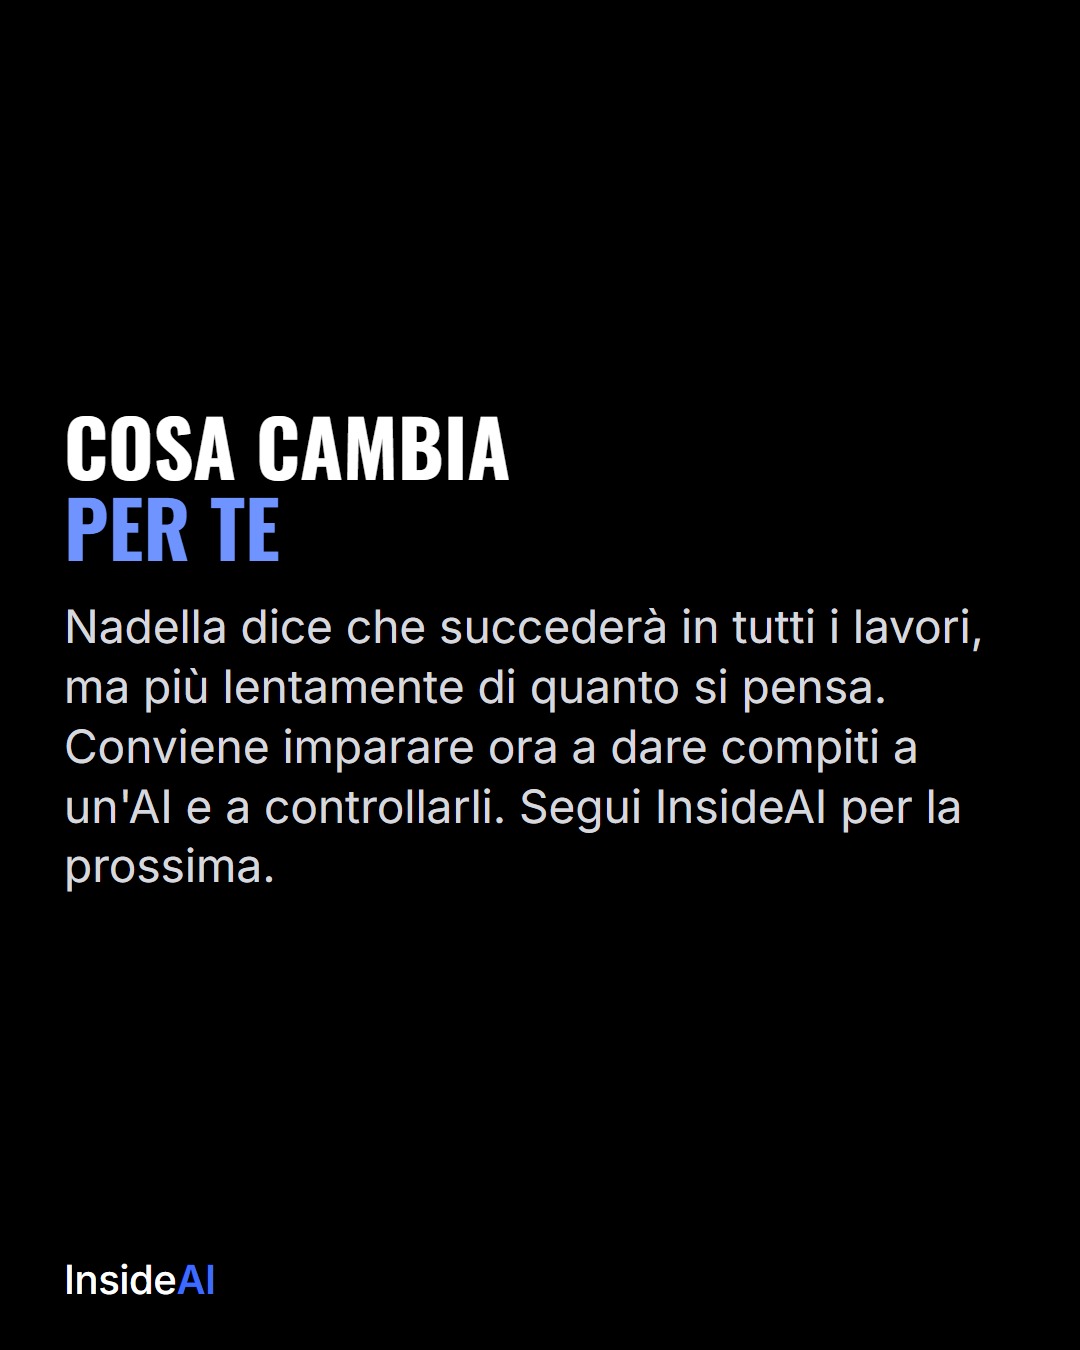 COSA CAMBIA
PER TE
Nadella dice che succederà in tutti i lavori,
ma più lentamente di quanto si pensa.
Conviene imparare ora a dare compiti a
un'AI e a controllarli. Segui InsideAI per la
prossima.
InsideAI